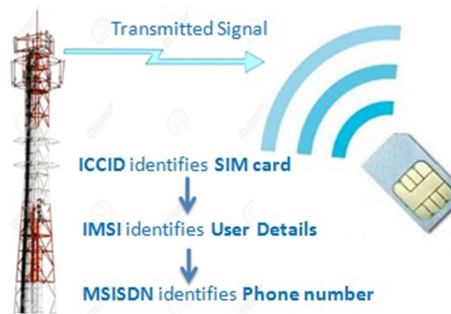 Transmitted Signal
ICCID identifies SIM card
IMSI identifies User Details
MSISDN identifies Phone number